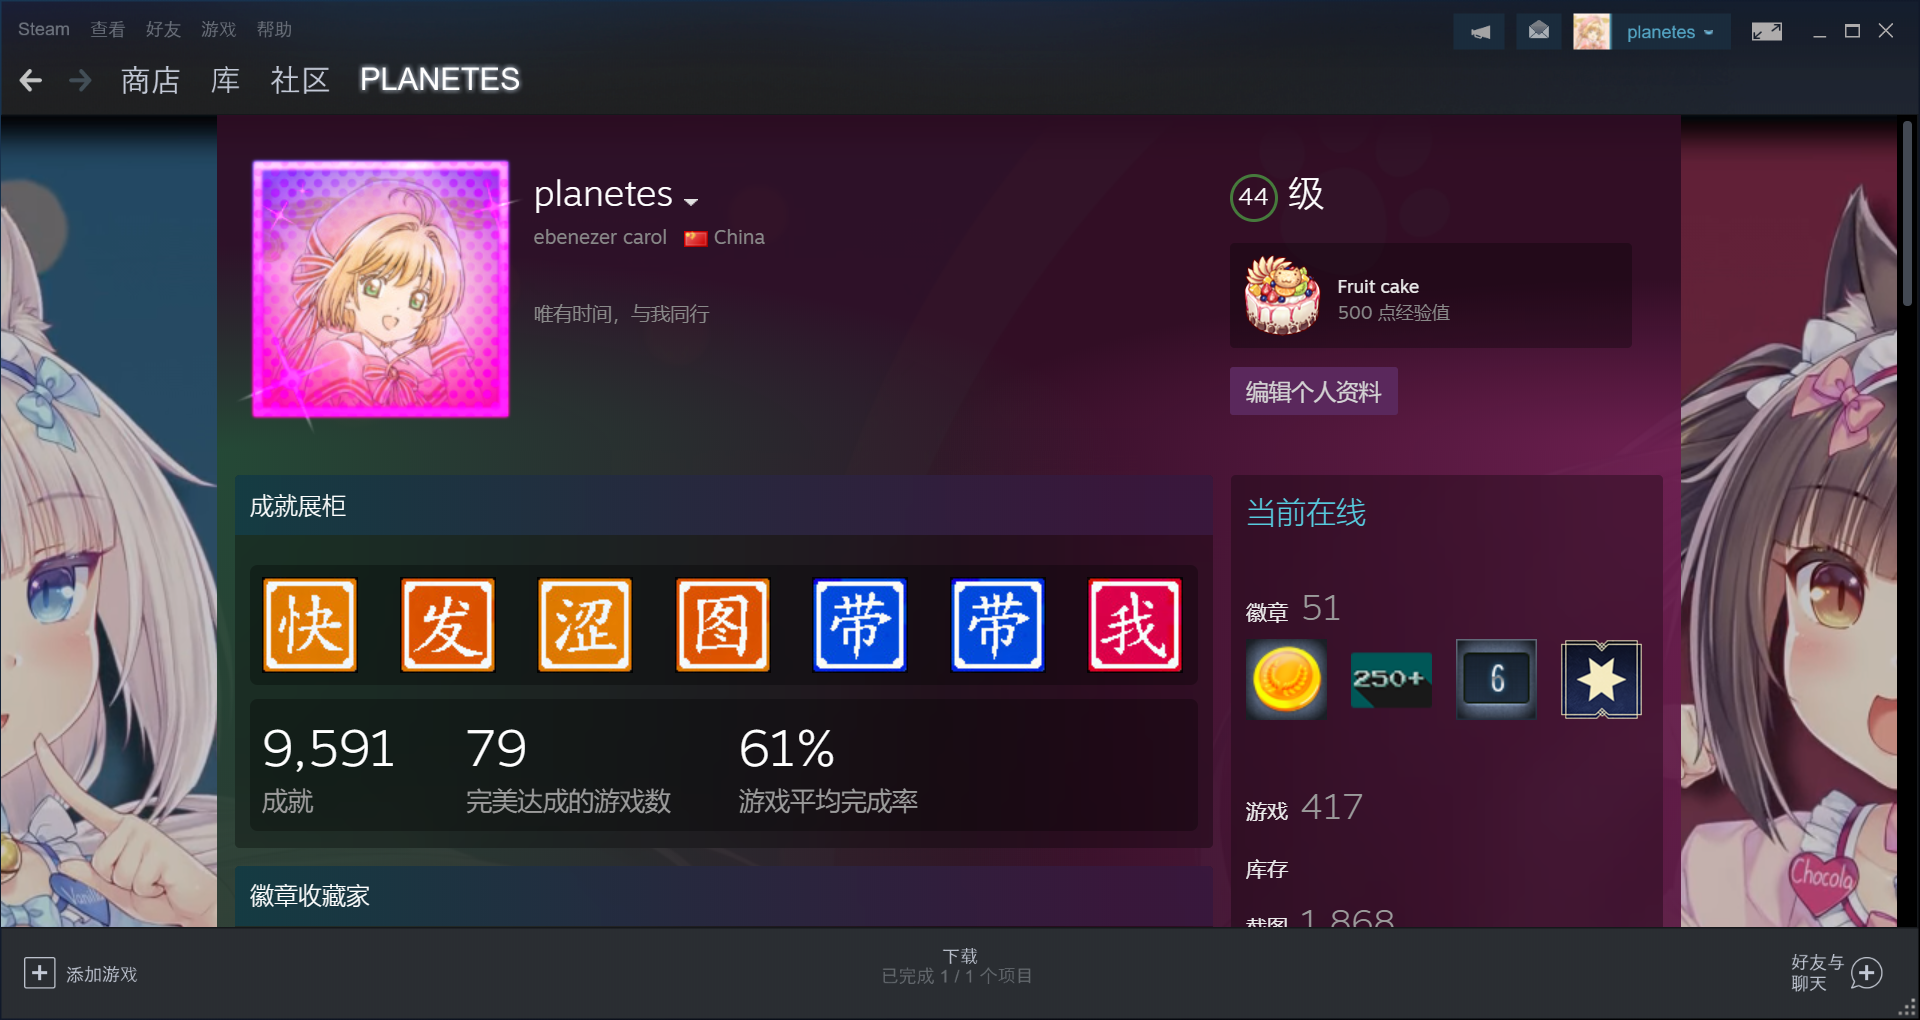 Steam 查看 好友 游戏 帮助
planetes
商店 库 社区 PLANETES
planetes
ebenezer carol China
唯有时间，与我同行
44 级
Fruit cake
500 点经验值
编辑个人资料
成就展柜
快 发 涩 图 带 带 我
9,591 79 61%
成就 完美达成的游戏数 游戏平均完成率
徽章收藏家
当前在线
徽章 51
250+ 6
游戏 417
库存
截图 1,868
Vanilla
Chocola
添加游戏
下载
已完成 1 / 1 个项目
好友与
聊天